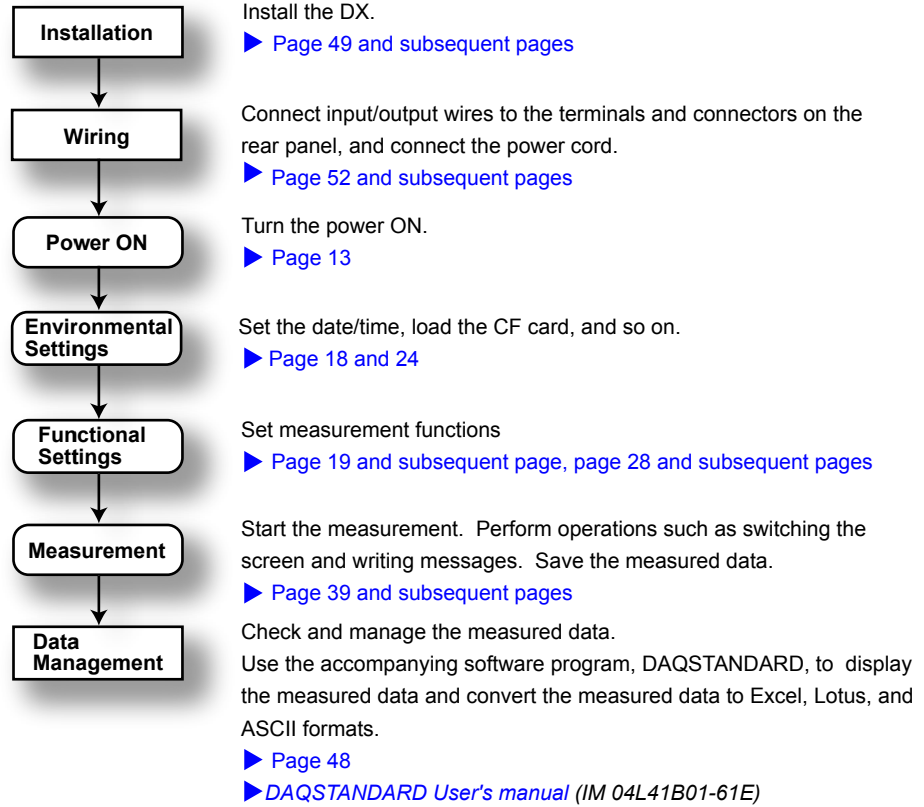 Installation
Install the DX.
▶ Page 49 and subsequent pages
Wiring
Connect input/output wires to the terminals and connectors on the
rear panel, and connect the power cord.
▶ Page 52 and subsequent pages
Power ON
Turn the power ON.
▶ Page 13
Environmental
Settings
Set the date/time, load the CF card, and so on.
▶ Page 18 and 24
Functional
Settings
Set measurement functions
▶ Page 19 and subsequent page, page 28 and subsequent pages
Measurement
Start the measurement. Perform operations such as switching the
screen and writing messages. Save the measured data.
▶ Page 39 and subsequent pages
Data
Management
Check and manage the measured data.
Use the accompanying software program, DAQSTANDARD, to display
the measured data and convert the measured data to Excel, Lotus, and
ASCII formats.
▶ Page 48
▶ DAQSTANDARD User's manual (IM 04L41B01-61E)